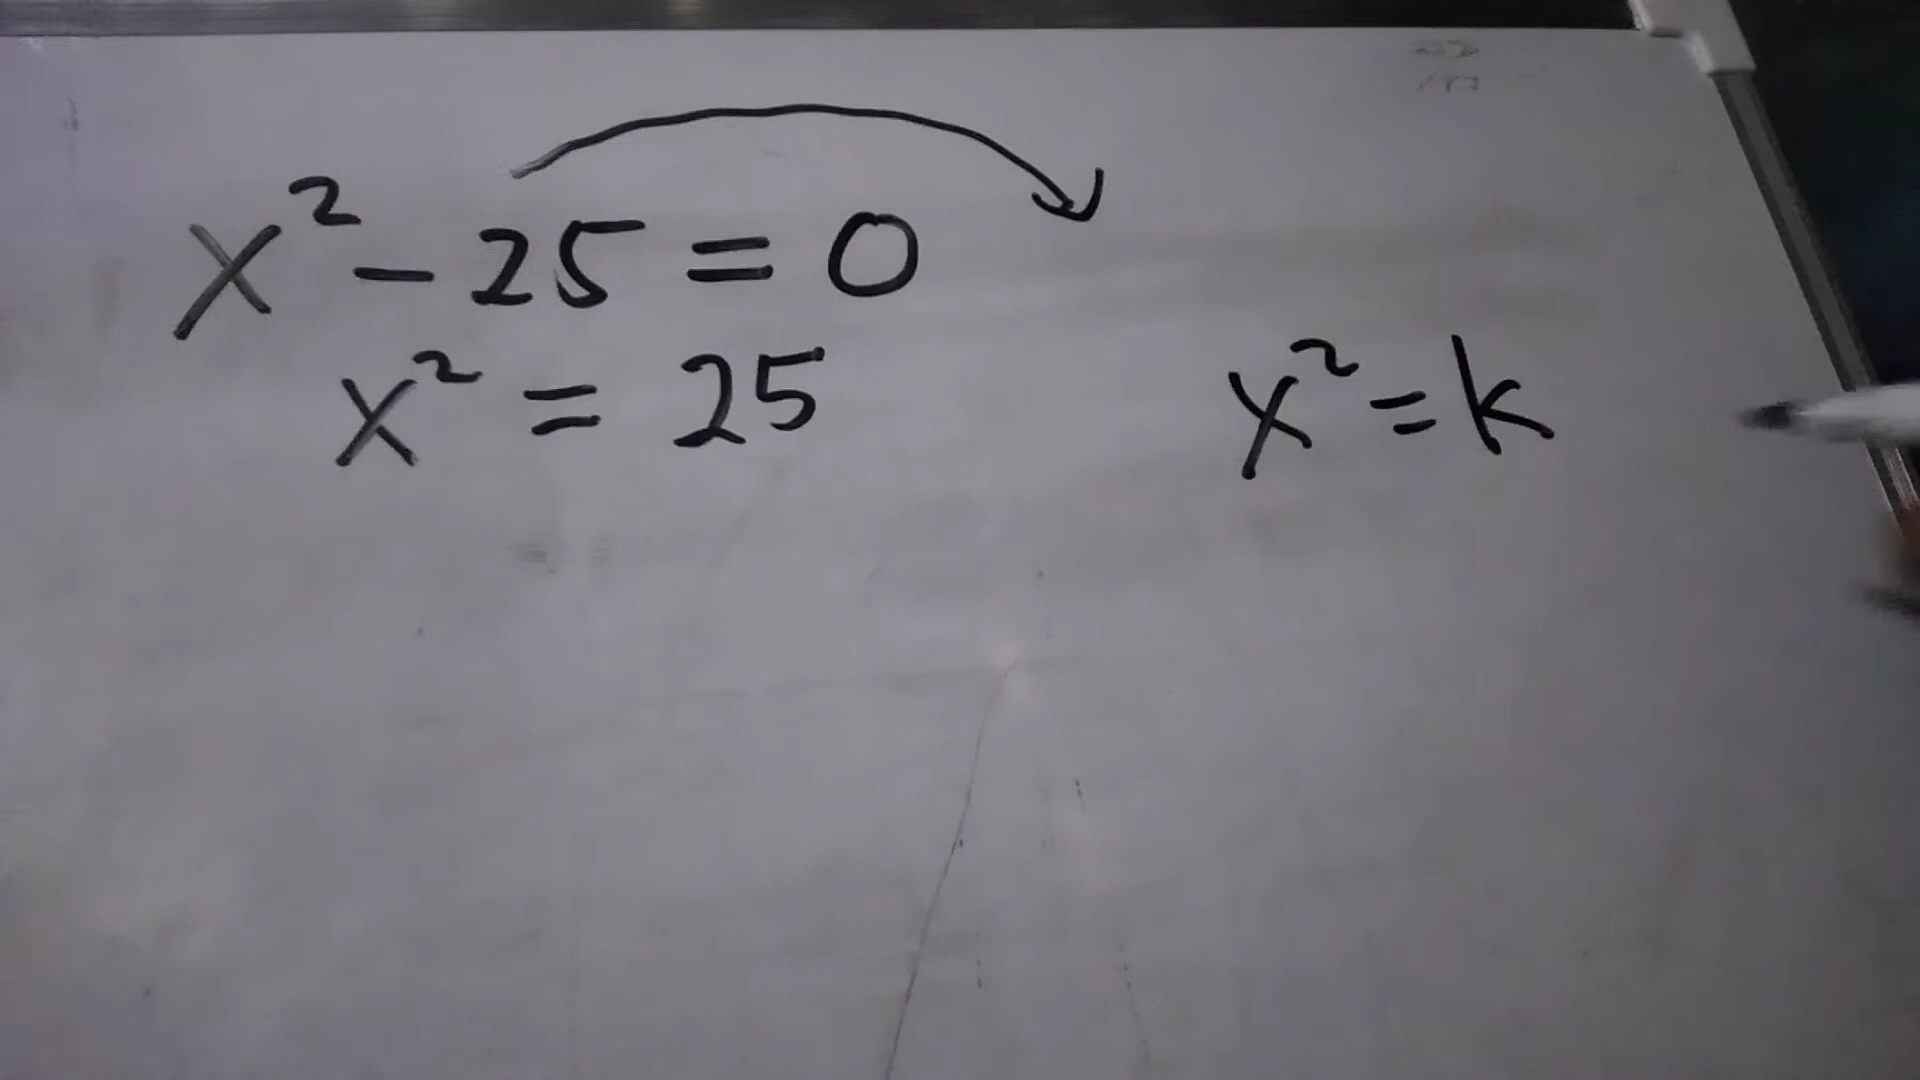 x² - 25 = 0
x² = 25
x² = k